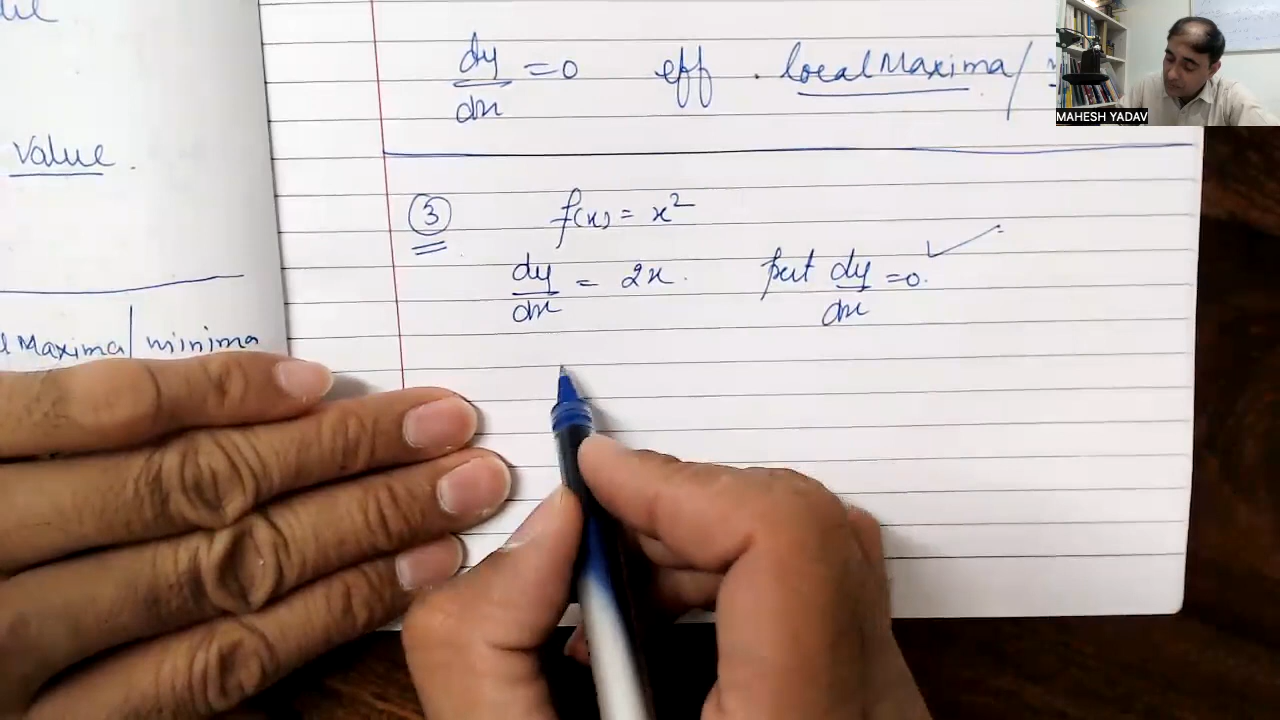 value.
Maxima/minima
dy/dx = 0 eff . local Maxima/
③ f(x) = x²
dy/dx = 2x. put dy/dx = 0.
MAHESH YADAV